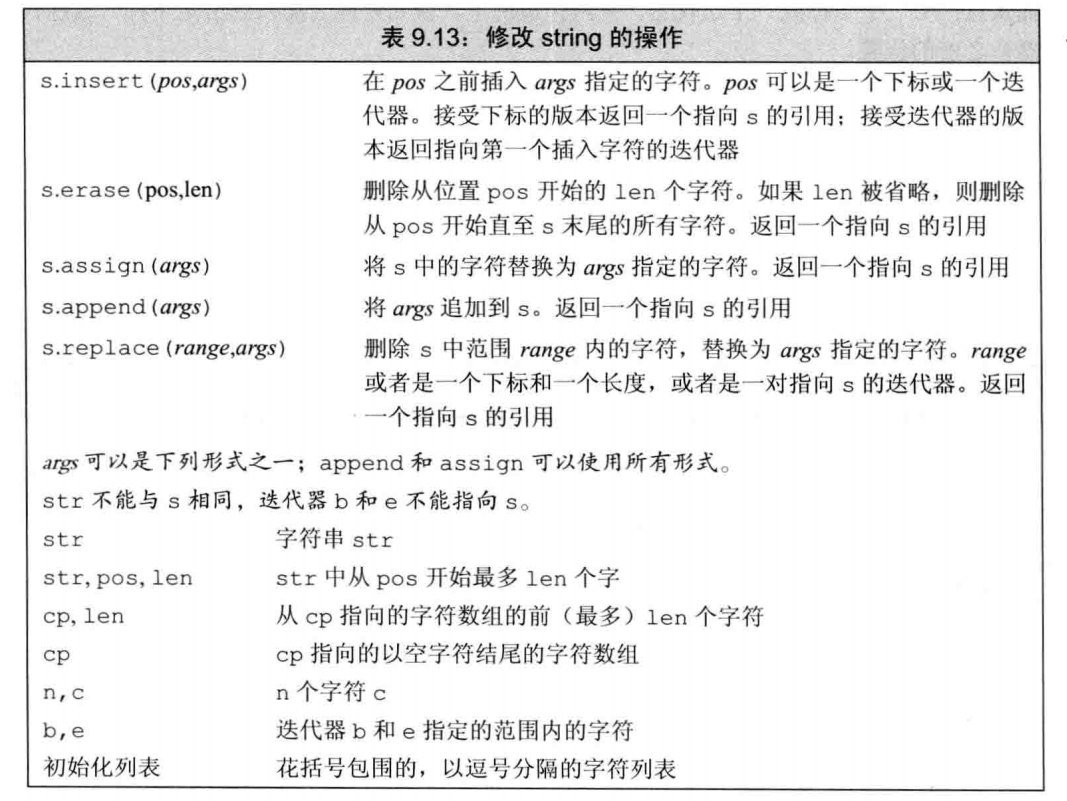 表 9.13：修改 string 的操作
s.insert(pos,args) 在 pos 之前插入 args 指定的字符。pos 可以是一个下标或一个迭
代器。接受下标的版本返回一个指向 s 的引用；接受迭代器的版
本返回指向第一个插入字符的迭代器
s.erase(pos,len) 删除从位置 pos 开始的 len 个字符。如果 len 被省略，则删除
从 pos 开始直至 s 末尾的所有字符。返回一个指向 s 的引用
s.assign(args) 将 s 中的字符替换为 args 指定的字符。返回一个指向 s 的引用
s.append(args) 将 args 追加到 s。返回一个指向 s 的引用
s.replace(range,args) 删除 s 中范围 range 内的字符，替换为 args 指定的字符。range
或者是一个下标和一个长度，或者是一对指向 s 的迭代器。返回
一个指向 s 的引用
args 可以是下列形式之一；append 和 assign 可以使用所有形式。
str 不能与 s 相同，迭代器 b 和 e 不能指向 s。
str 字符串 str
str,pos,len str 中从 pos 开始最多 len 个字
cp,len 从 cp 指向的字符数组的前（最多）len 个字符
cp cp 指向的以空字符结尾的字符数组
n,c n 个字符 c
b,e 迭代器 b 和 e 指定的范围内的字符
初始化列表 花括号包围的，以逗号分隔的字符列表